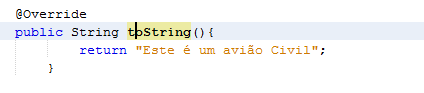 @Override
public String toString(){
return "Este é um avião Civil";
}